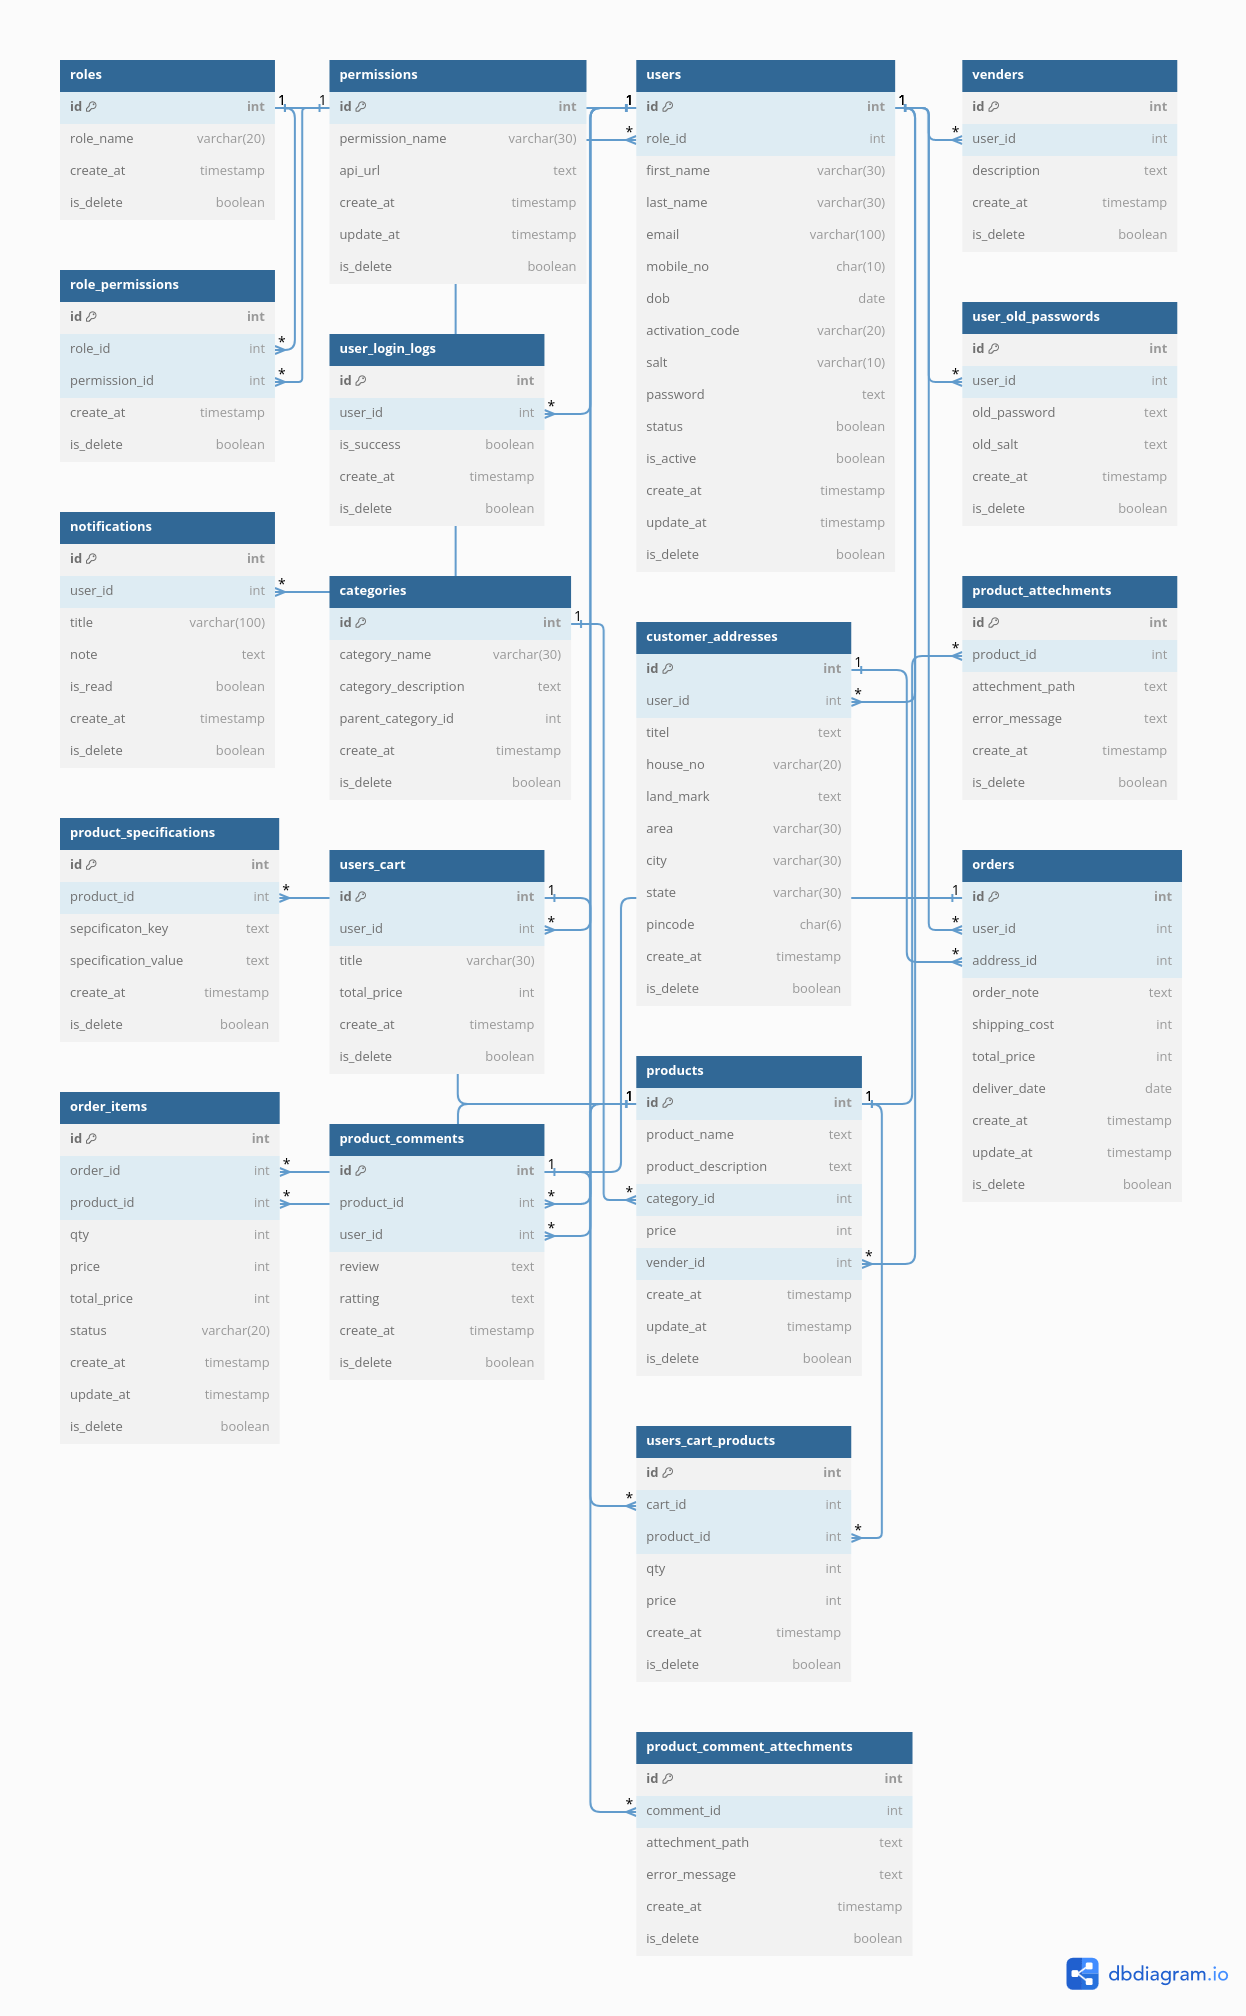 roles
id int
role_name varchar(20)
create_at timestamp
is_delete boolean
permissions
id int
permission_name varchar(30)
api_url text
create_at timestamp
update_at timestamp
is_delete boolean
users
id int
role_id int
first_name varchar(30)
last_name varchar(30)
email varchar(100)
mobile_no char(10)
dob date
activation_code varchar(20)
salt varchar(10)
password text
status boolean
is_active boolean
create_at timestamp
update_at timestamp
is_delete boolean
venders
id int
user_id int
description text
create_at timestamp
is_delete boolean
role_permissions
id int
role_id int
permission_id int
create_at timestamp
is_delete boolean
user_login_logs
id int
user_id int
is_success boolean
create_at timestamp
is_delete boolean
user_old_passwords
id int
user_id int
old_password text
old_salt text
create_at timestamp
is_delete boolean
notifications
id int
user_id int
title varchar(100)
note text
is_read boolean
create_at timestamp
is_delete boolean
categories
id int
category_name varchar(30)
category_description text
parent_category_id int
create_at timestamp
is_delete boolean
customer_addresses
id int
user_id int
titel text
house_no varchar(20)
land_mark text
area varchar(30)
city varchar(30)
state varchar(30)
pincode char(6)
create_at timestamp
is_delete boolean
product_attechments
id int
product_id int
attechment_path text
error_message text
create_at timestamp
is_delete boolean
product_specifications
id int
product_id int
sepcificaton_key text
specification_value text
create_at timestamp
is_delete boolean
users_cart
id int
user_id int
title varchar(30)
total_price int
create_at timestamp
is_delete boolean
orders
id int
user_id int
address_id int
order_note text
shipping_cost int
total_price int
deliver_date date
create_at timestamp
update_at timestamp
is_delete boolean
order_items
id int
order_id int
product_id int
qty int
price int
total_price int
status varchar(20)
create_at timestamp
update_at timestamp
is_delete boolean
product_comments
id int
product_id int
user_id int
review text
ratting text
create_at timestamp
is_delete boolean
products
id int
product_name text
product_description text
category_id int
price int
vender_id int
create_at timestamp
update_at timestamp
is_delete boolean
users_cart_products
id int
cart_id int
product_id int
qty int
price int
create_at timestamp
is_delete boolean
product_comment_attechments
id int
comment_id int
attechment_path text
error_message text
create_at timestamp
is_delete boolean
1
1
1
1
*
*
*
*
*
*
*
1
1
*
*
*
*
1
*
1
*
*
*
*
1
1
*
*
1
*
*
*
*
*
*
*
dbdiagram.io